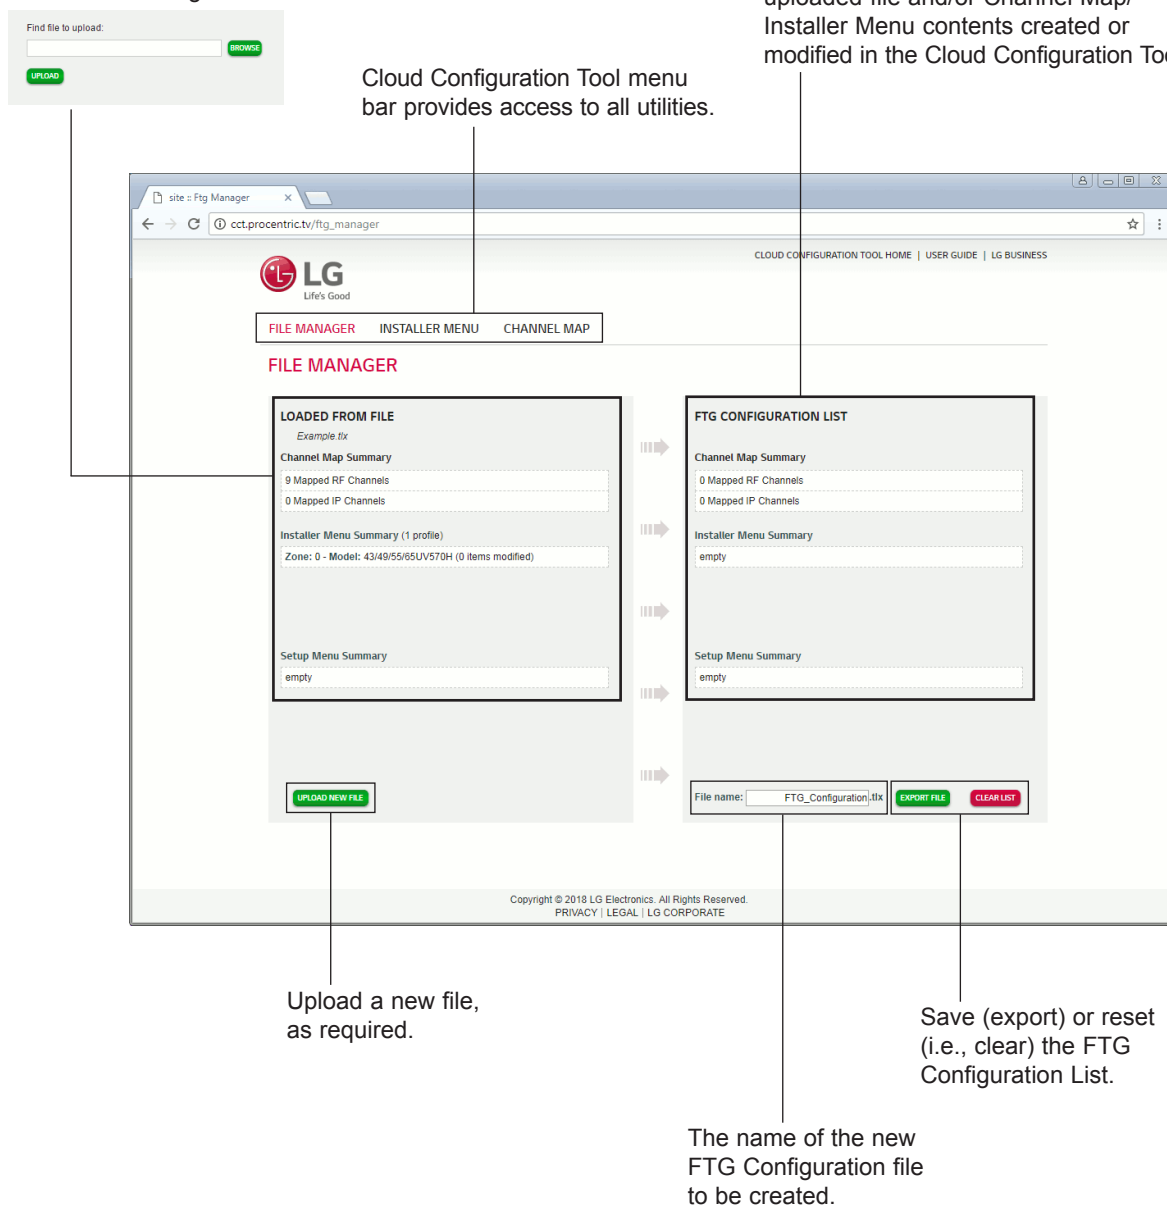 Find file to upload:
BROWSE
UPLOAD
Installer Menu contents created or
modified in the Cloud Configuration
Cloud Configuration Tool menu
bar provides access to all utilities.
site :: Ftg Manager
cct.procentric.tv/ftg_manager
CLOUD CONFIGURATION TOOL HOME | USER GUIDE | LG BUSINESS
LG
Life's Good
FILE MANAGER INSTALLER MENU CHANNEL MAP
FILE MANAGER
LOADED FROM FILE
Example.tlx
Channel Map Summary
9 Mapped RF Channels
0 Mapped IP Channels
Installer Menu Summary (1 profile)
Zone: 0 - Model: 43/49/55/65UV570H (0 items modified)
Setup Menu Summary
empty
UPLOAD NEW FILE
FTG CONFIGURATION LIST
Channel Map Summary
0 Mapped RF Channels
0 Mapped IP Channels
Installer Menu Summary
empty
Setup Menu Summary
empty
File name: FTG_Configuration .tlx EXPORT FILE CLEAR LIST
Copyright © 2018 LG Electronics. All Rights Reserved.
PRIVACY | LEGAL | LG CORPORATE
Upload a new file,
as required.
Save (export) or reset
(i.e., clear) the FTG
Configuration List.
The name of the new
FTG Configuration file
to be created.